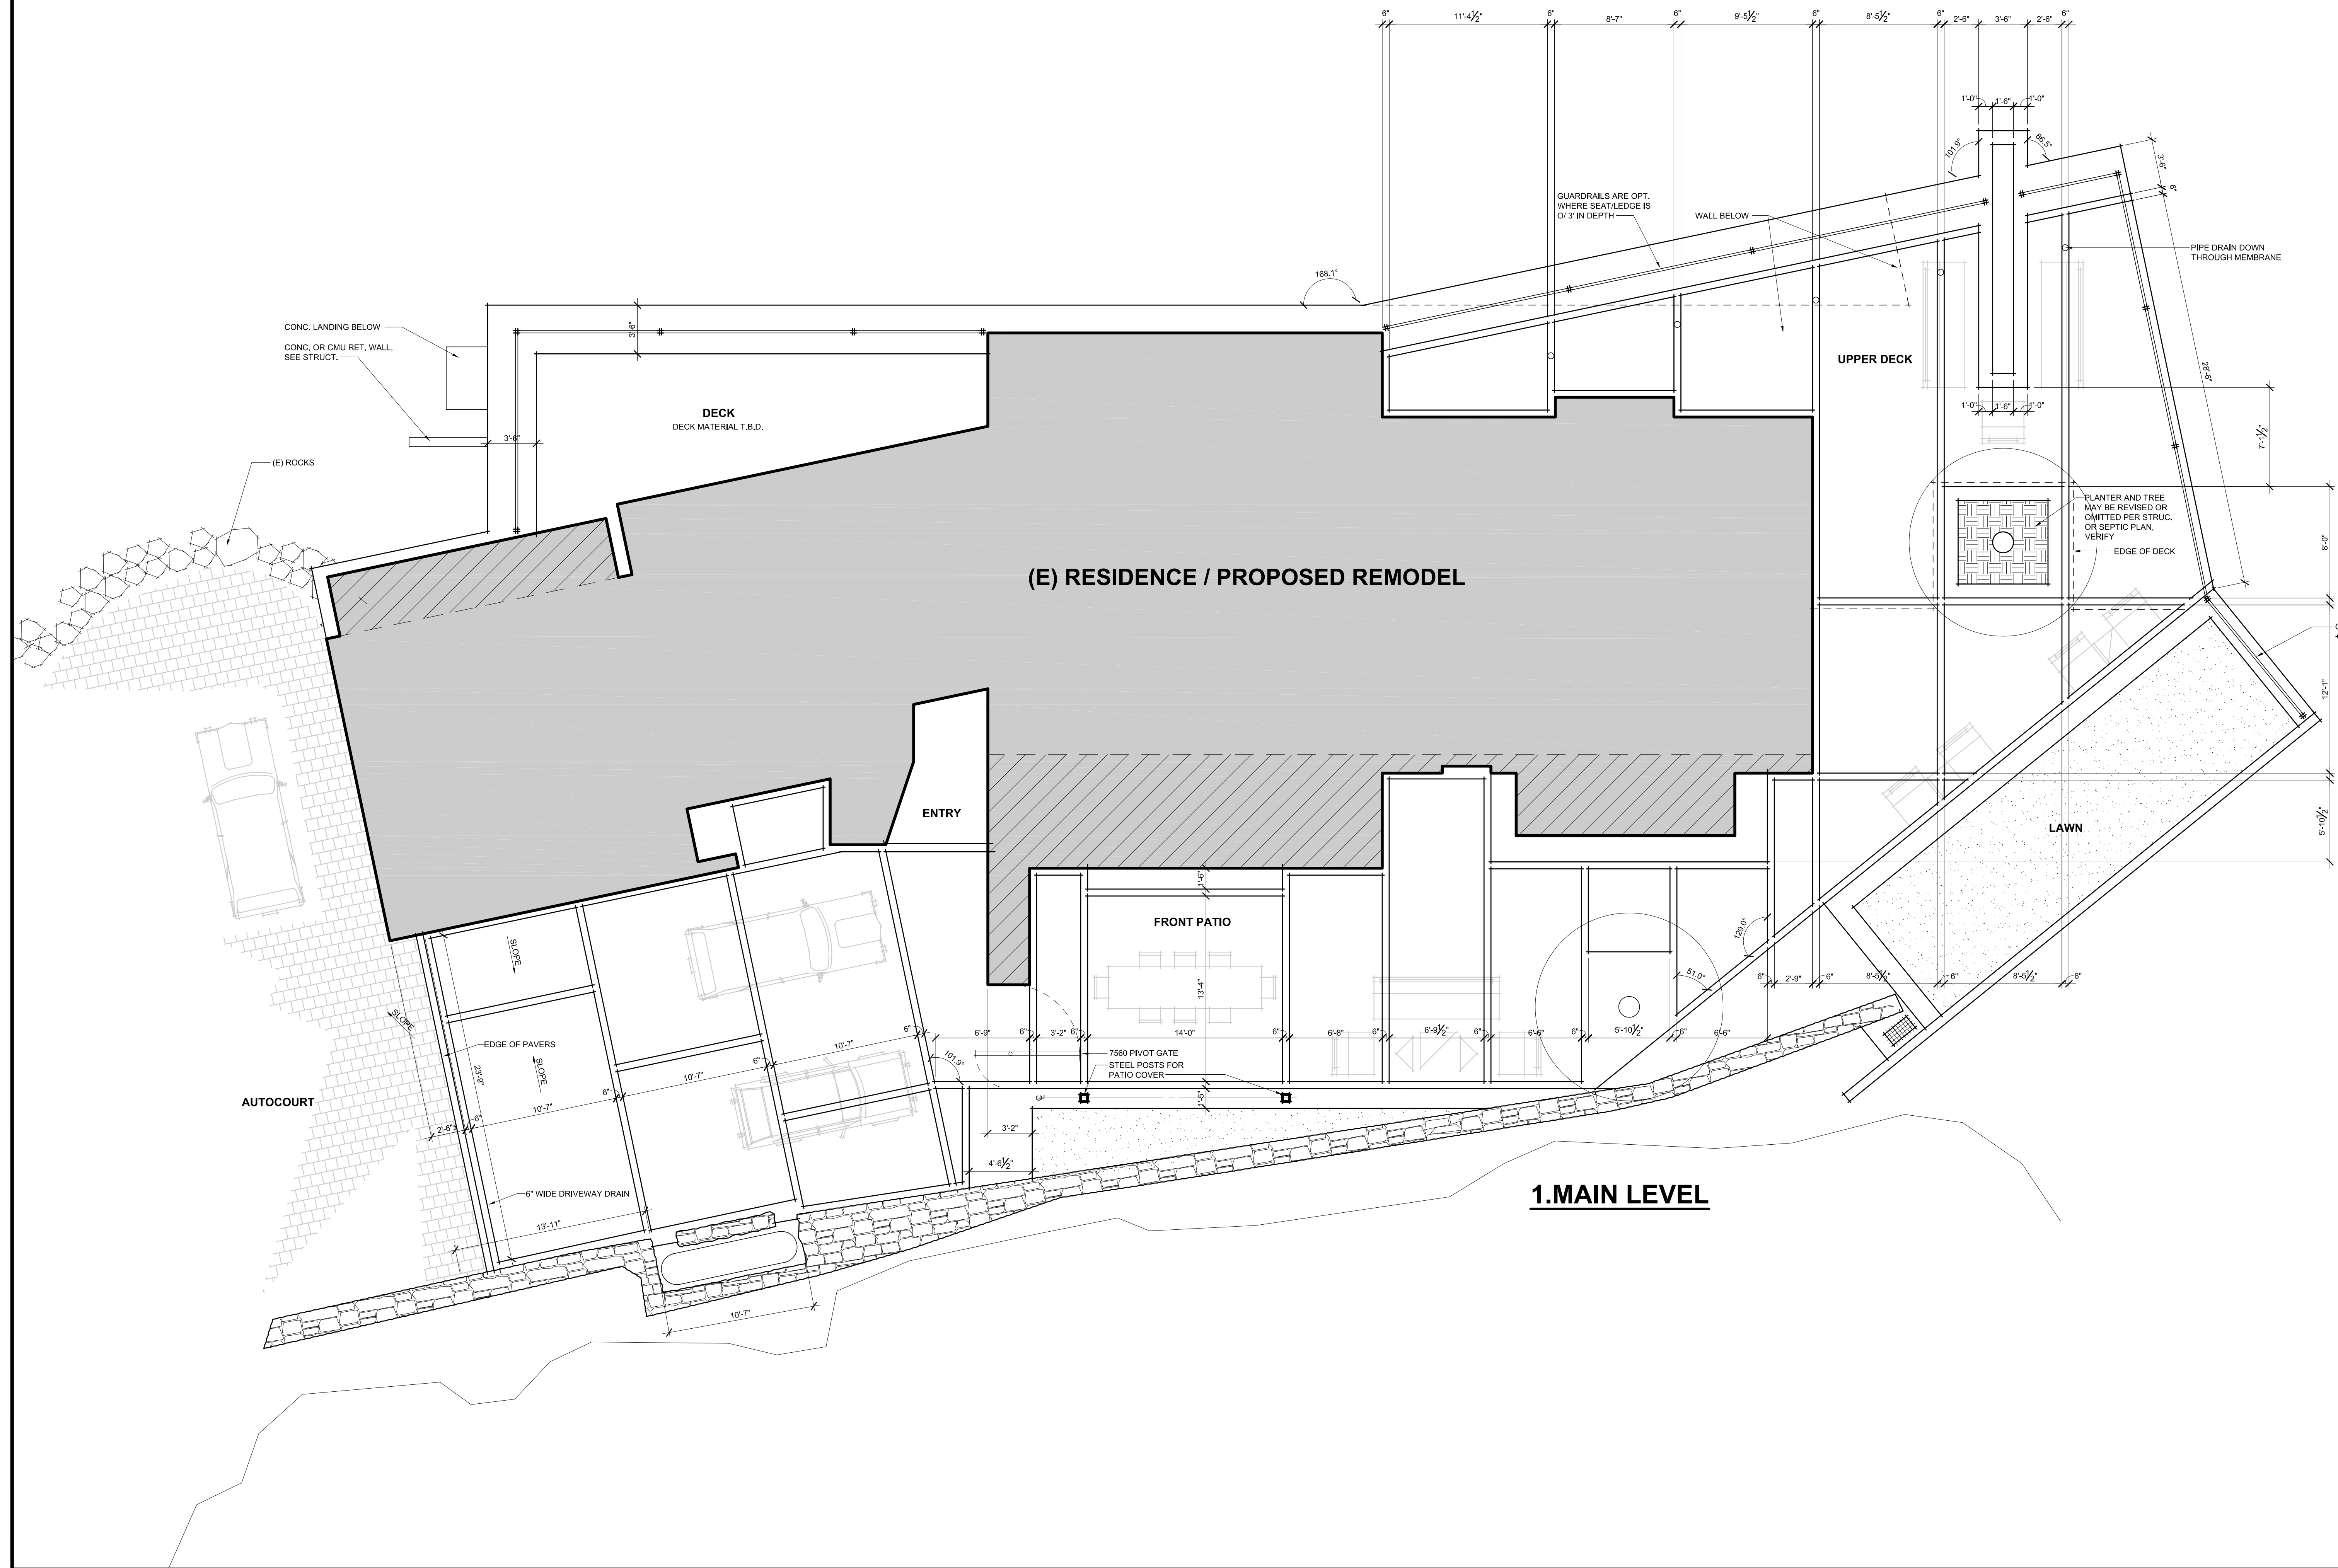 6"
11'-4½"
6"
8'-7"
6"
9'-5½"
6"
8'-5½"
6"
2'-6"
3'-6"
2'-6"
6"
1'-0"
1'-6"
1'-0"
101.9°
86.5°
3'-6"
6"
GUARDRAILS ARE OPT.
WHERE SEAT/LEDGE IS
O/ 3' IN DEPTH
WALL BELOW
PIPE DRAIN DOWN
THROUGH MEMBRANE
168.1°
CONC. LANDING BELOW
3'-6"
CONC. OR CMU RET. WALL,
SEE STRUCT.
UPPER DECK
28'-6"
DECK
DECK MATERIAL T.B.D.
1'-0"
1'-6"
1'-0"
3'-6"
7'-1½"
(E) ROCKS
PLANTER AND TREE
MAY BE REVISED OR
OMITTED PER STRUC.
OR SEPTIC PLAN,
VERIFY
EDGE OF DECK
8'-0"
(E) RESIDENCE / PROPOSED REMODEL
12'-1"
ENTRY
LAWN
5'-10½"
1'-6"
FRONT PATIO
129.0°
51.0°
SLOPE
6"
2'-9"
6"
8'-5½"
6"
8'-5½"
6"
13'-4"
SLOPE
EDGE OF PAVERS
SLOPE
23'-9"
6'-9"
6"
3'-2"
6"
14'-0"
6"
6'-8"
6"
6'-9½"
6"
6'-6"
6"
5'-10½"
6"
6'-6"
6"
10'-7"
6"
10'-7"
6"
10'-7"
6"
2'-6"±
101.9°
7560 PIVOT GATE
STEEL POSTS FOR
PATIO COVER
AUTOCOURT
1'-5"
3'-2"
4'-6½"
6" WIDE DRIVEWAY DRAIN
13'-11"
1.MAIN LEVEL
10'-7"